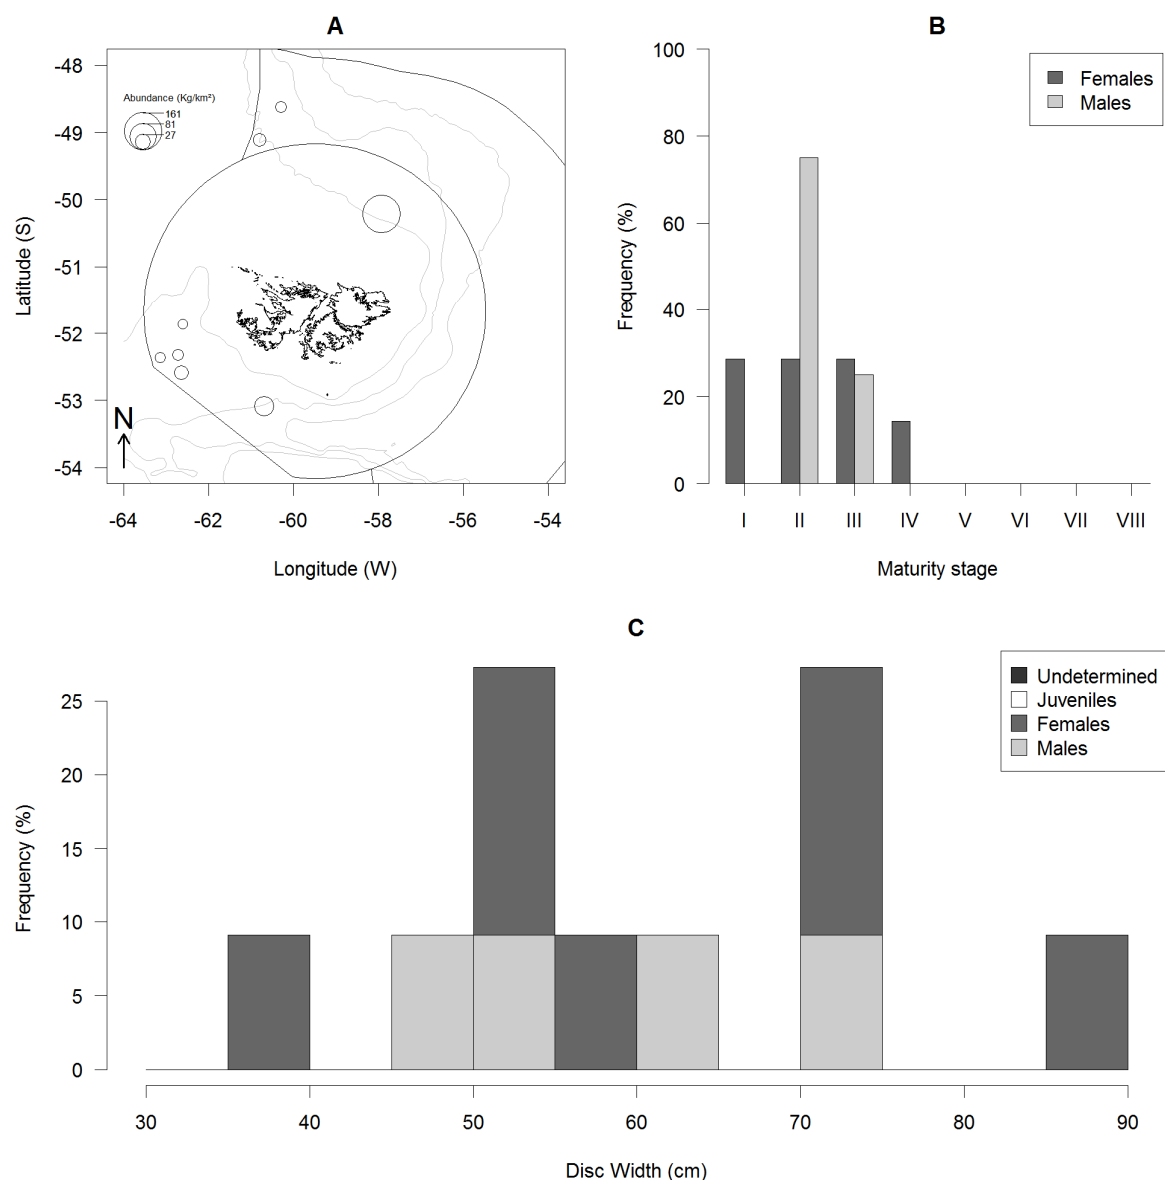 A
-48
-49
-50
-51
-52
-53
-54
Latitude (S)
Abundance (Kg/km²)
161
81
27
N
-64 -62 -60 -58 -56 -54
Longitude (W)
B
100
80
60
40
20
0
Frequency (%)
Females
Males
I II III IV V VI VII VIII
Maturity stage
C
25
20
15
10
5
0
Frequency (%)
Undetermined
Juveniles
Females
Males
30 40 50 60 70 80 90
Disc Width (cm)